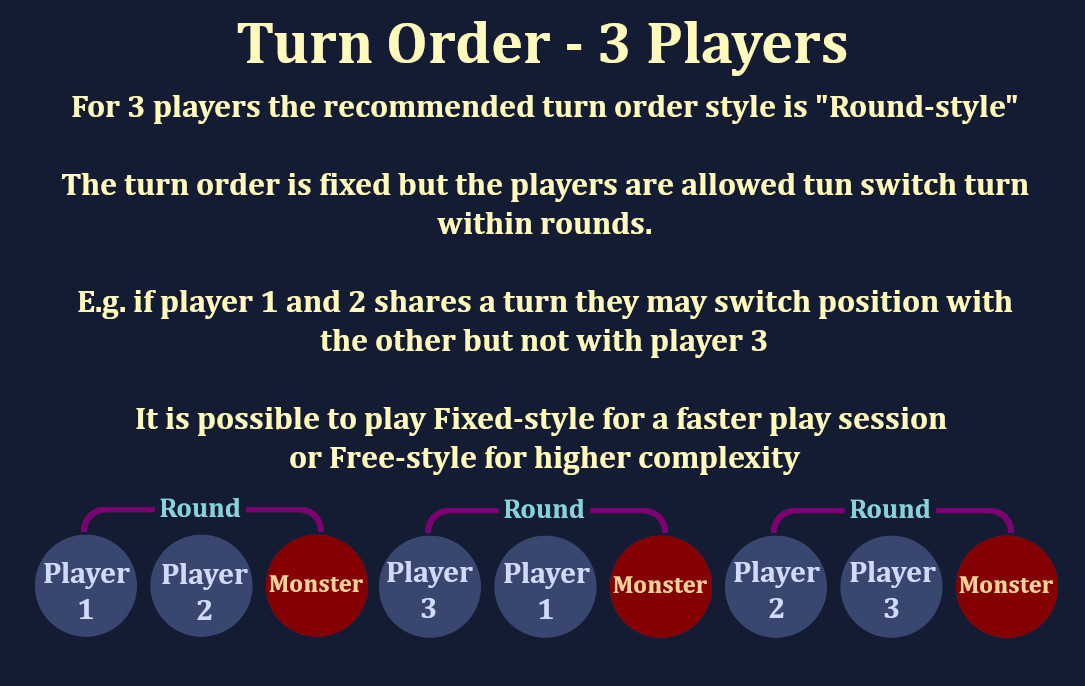 Turn Order - 3 Players
For 3 players the recommended turn order style is "Round-style"
The turn order is fixed but the players are allowed tun switch turn
within rounds.
E.g. if player 1 and 2 shares a turn they may switch position with
the other but not with player 3
It is possible to play Fixed-style for a faster play session
or Free-style for higher complexity
Round
Player
1
Player
2
Monster
Round
Player
3
Player
1
Monster
Round
Player
2
Player
3
Monster